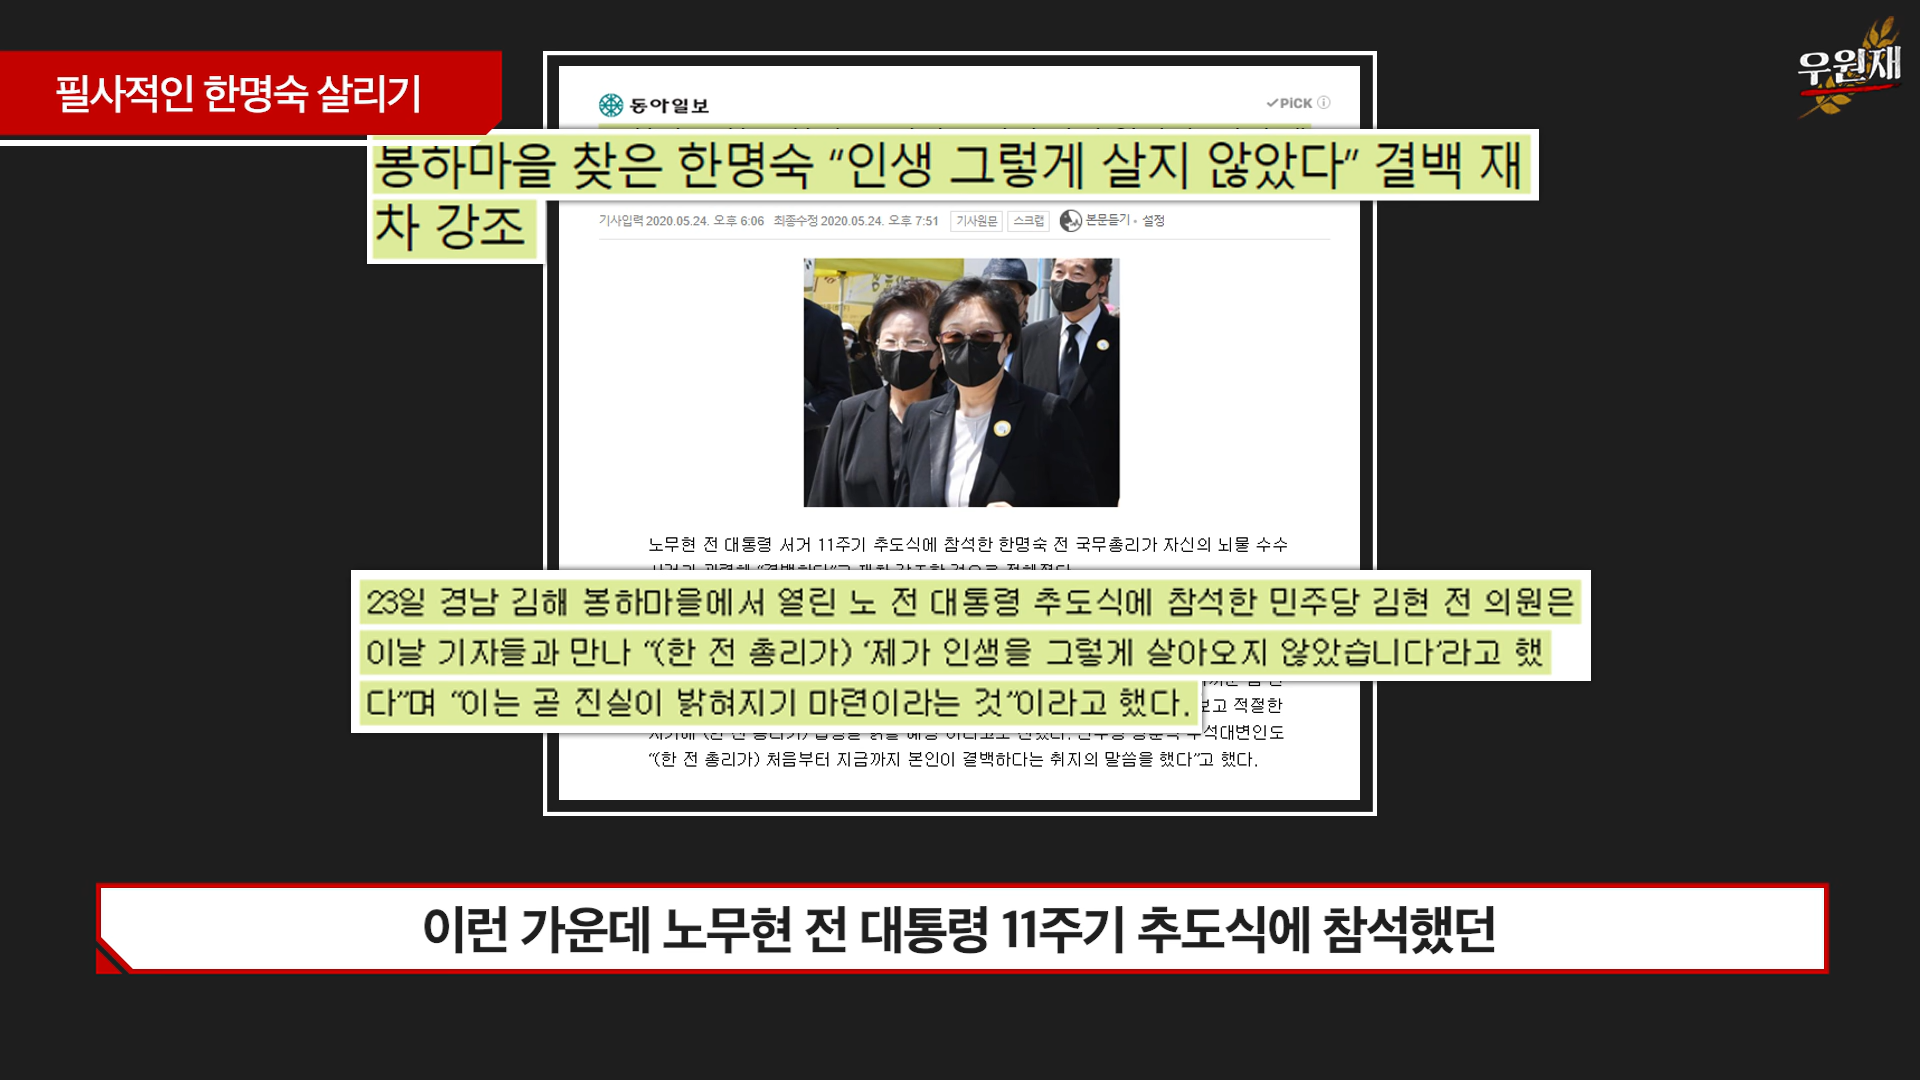 필사적인 한명숙 살리기
우원재
동아일보
PiCK
봉하마을 찾은 한명숙 “인생 그렇게 살지 않았다” 결백 재
차 강조
기사입력 2020.05.24. 오후 6:06 최종수정 2020.05.24. 오후 7:51 기사원문 스크랩 본문듣기 · 설정
노무현 전 대통령 서거 11주기 추도식에 참석한 한명숙 전 국무총리가 자신의 뇌물 수수
23일 경남 김해 봉하마을에서 열린 노 전 대통령 추도식에 참석한 민주당 김현 전 의원은
이날 기자들과 만나 “(한 전 총리가) ‘제가 인생을 그렇게 살아오지 않았습니다’라고 했
다”며 “이는 곧 진실이 밝혀지기 마련이라는 것”이라고 했다.
보고 적절한
석대변인도
“(한 전 총리가) 처음부터 지금까지 본인이 결백하다는 취지의 말씀을 했다”고 했다.
이런 가운데 노무현 전 대통령 11주기 추도식에 참석했던